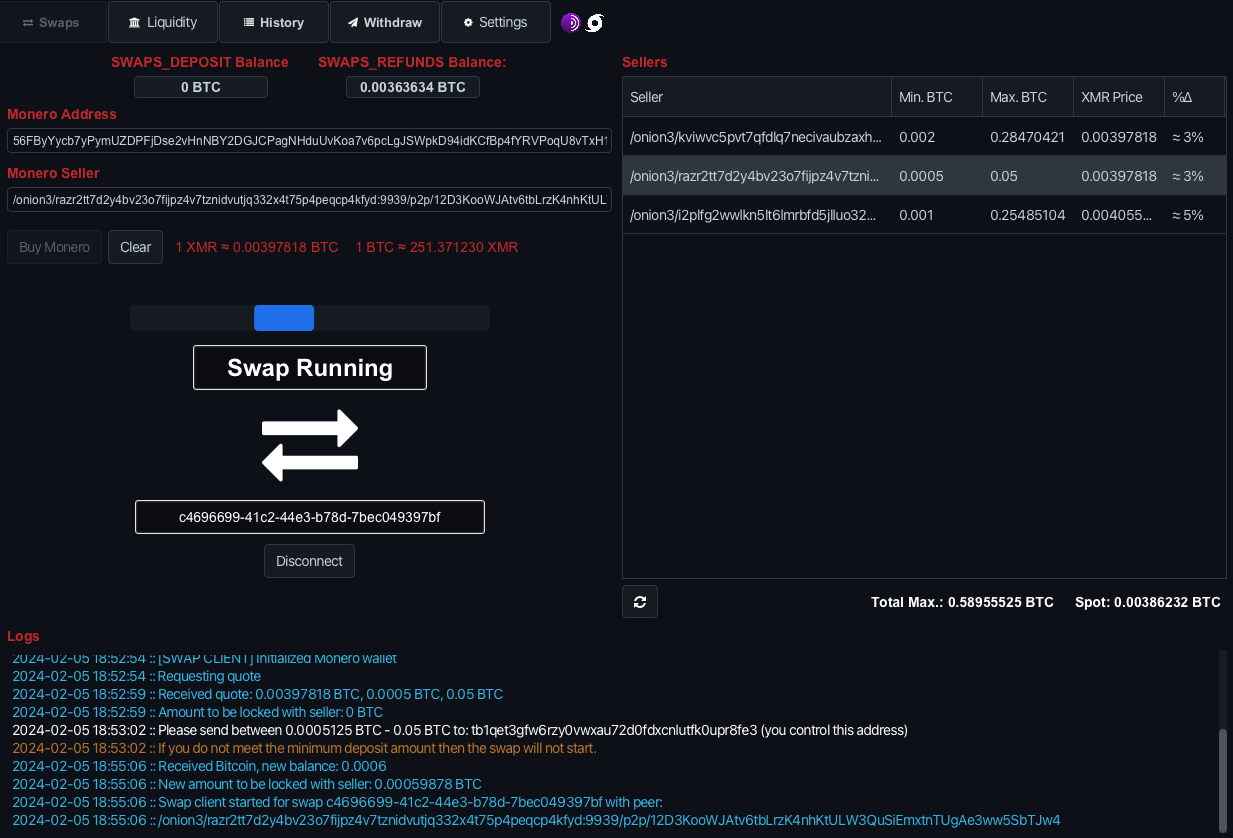 Swaps
Liquidity
History
Withdraw
Settings
SWAPS_DEPOSIT Balance
SWAPS_REFUNDS Balance:
0 BTC
0.00363634 BTC
Monero Address
56FByYycb7yPymUZDPFjDse2vHnNBY2DGJCPagNHduUvKoa7v6pcLgJSWpkD94idKCfBp4fYRVPoqU8vTxH1
Monero Seller
/onion3/razr2tt7d2y4bv23o7fijpz4v7tznidvutjq332x4t75p4peqcp4kfyd:9939/p2p/12D3KooWJAtv6tbLrzK4nhKtUL
Buy Monero
Clear
1 XMR ≈ 0.00397818 BTC
1 BTC ≈ 251.371230 XMR
Swap Running
c4696699-41c2-44e3-b78d-7bec049397bf
Disconnect
Sellers
Seller Min. BTC Max. BTC XMR Price %Δ
/onion3/kviwvc5pvt7qfdlq7necivaubzaxh... 0.002 0.28470421 0.00397818 ≈ 3%
/onion3/razr2tt7d2y4bv23o7fijpz4v7tzni... 0.0005 0.05 0.00397818 ≈ 3%
/onion3/i2plfg2wwlkn5lt6lmrbfd5jlluo32... 0.001 0.25485104 0.004055... ≈ 5%
Total Max.: 0.58955525 BTC
Spot: 0.00386232 BTC
Logs
2024-02-05 18:52:54 :: [SWAP CLIENT] Initialized Monero wallet
2024-02-05 18:52:54 :: Requesting quote
2024-02-05 18:52:59 :: Received quote: 0.00397818 BTC, 0.0005 BTC, 0.05 BTC
2024-02-05 18:52:59 :: Amount to be locked with seller: 0 BTC
2024-02-05 18:53:02 :: Please send between 0.0005125 BTC - 0.05 BTC to: tb1qet3gfw6rzy0vwxau72d0fdxcnlutfk0upr8fe3 (you control this address)
2024-02-05 18:53:02 :: If you do not meet the minimum deposit amount then the swap will not start.
2024-02-05 18:55:06 :: Received Bitcoin, new balance: 0.0006
2024-02-05 18:55:06 :: New amount to be locked with seller: 0.00059878 BTC
2024-02-05 18:55:06 :: Swap client started for swap c4696699-41c2-44e3-b78d-7bec049397bf with peer:
2024-02-05 18:55:06 :: /onion3/razr2tt7d2y4bv23o7fijpz4v7tznidvutjq332x4t75p4peqcp4kfyd:9939/p2p/12D3KooWJAtv6tbLrzK4nhKtULW3QuSiEmxtnTUgAe3ww5SbTJw4